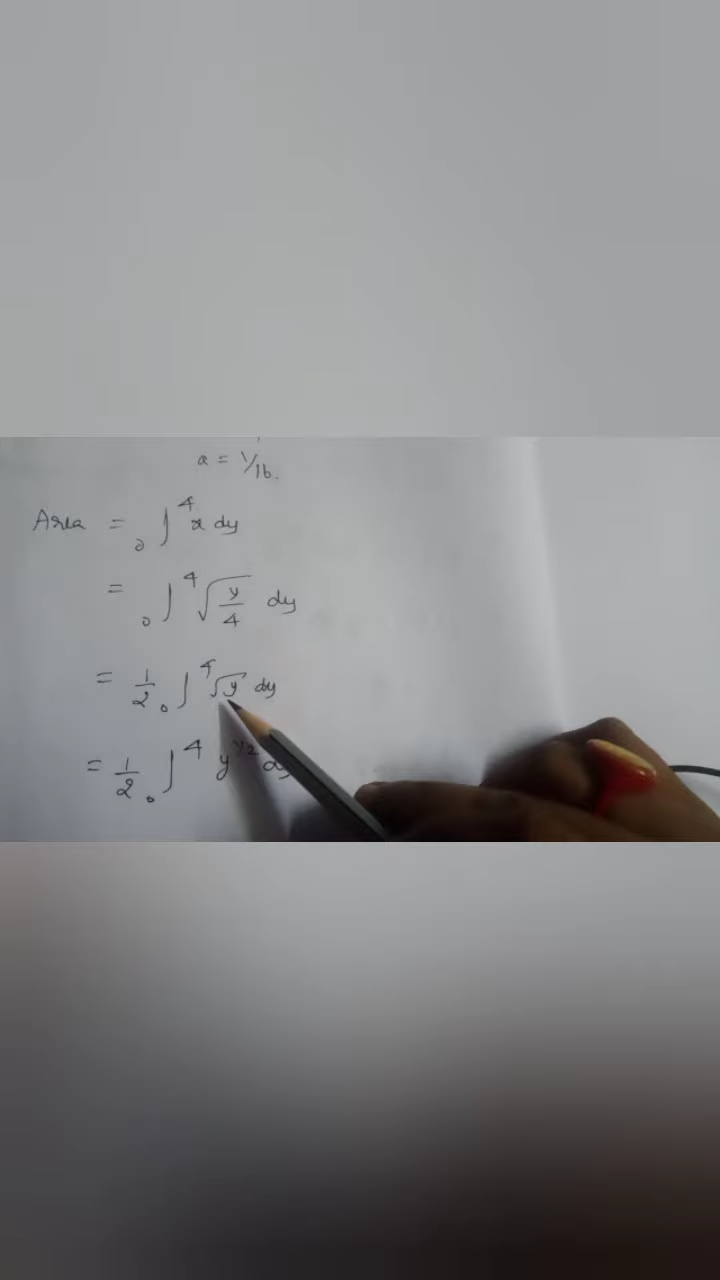 a = 1/16.
Area = ₀∫⁴ x dy
= ₀∫⁴ √(y/4) dy
= 1/2 ₀∫⁴ √y dy
= 1/2 ₀∫⁴ y^1/2 dy